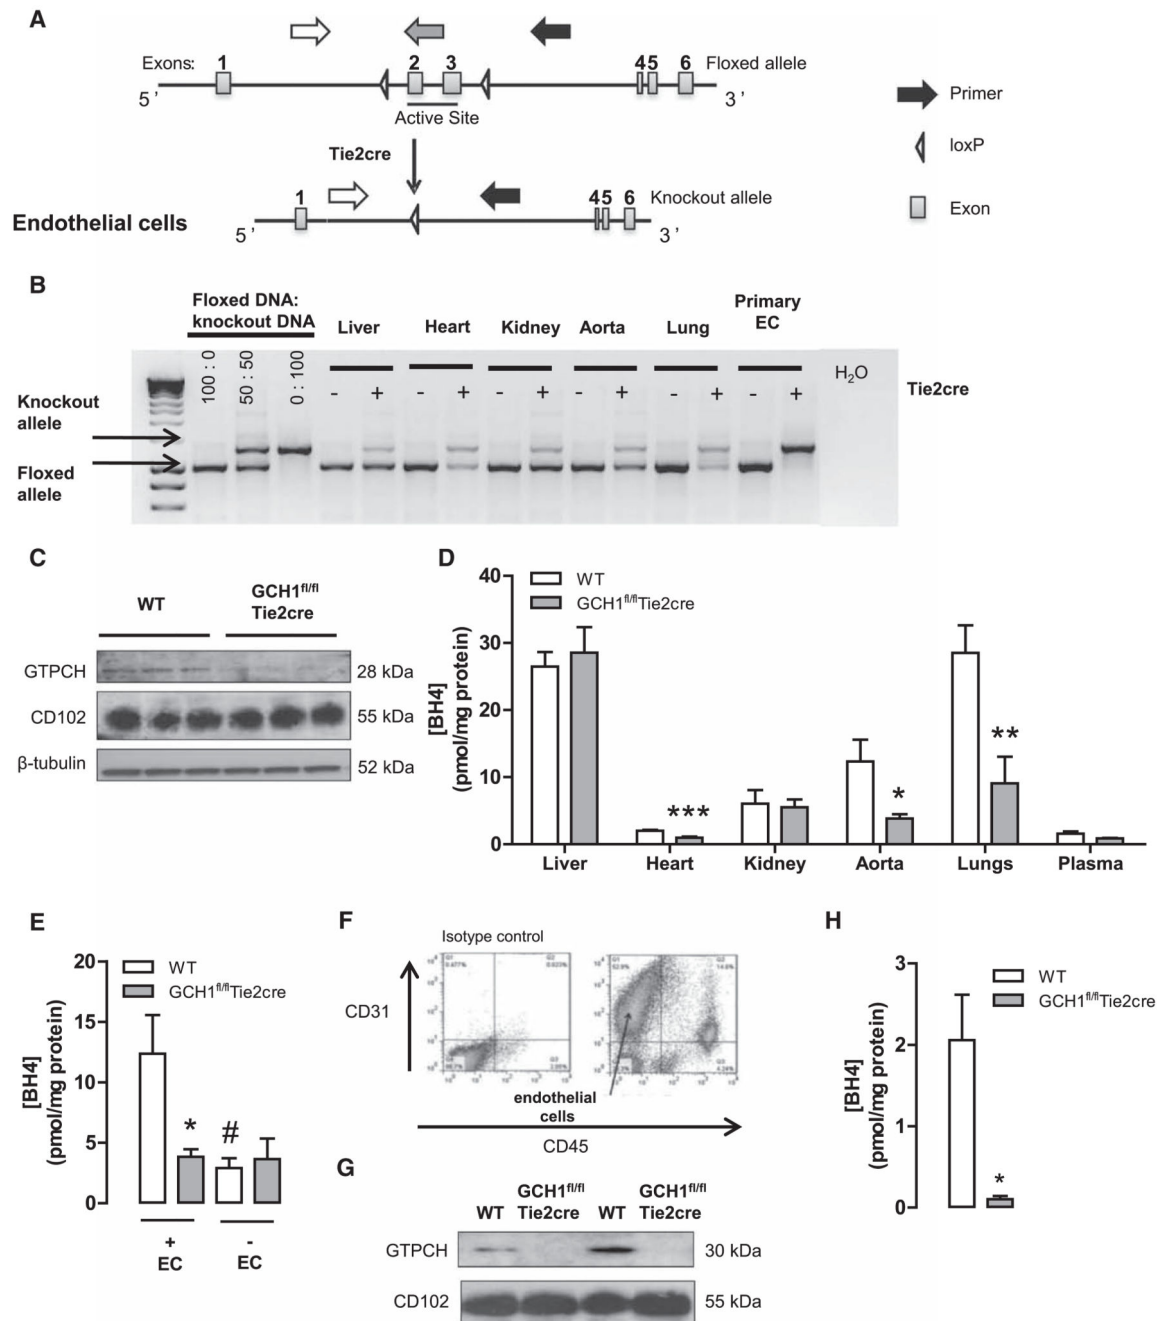 A
Exons: 1 2 3 45 6 Floxed allele
5 ’ 3 ’
Active Site
Tie2cre
1 45 6 Knockout allele
Endothelial cells
5 ’ 3 ’
Primer
loxP
Exon
B
Floxed DNA:
knockout DNA
Liver Heart Kidney Aorta Lung
Primary
EC
100 : 0
50 : 50
0 : 100
- + - + - + - + - + - +
H2O
Tie2cre
Knockout
allele
Floxed
allele
C
WT
GCH1fl/fl
Tie2cre
GTPCH 28 kDa
CD102 55 kDa
β-tubulin 52 kDa
D
[BH4]
(pmol/mg protein)
40
30
20
10
0
WT
GCH1fl/flTie2cre
*** * **
Liver Heart Kidney Aorta Lungs Plasma
E
[BH4]
(pmol/mg protein)
20
15
10
5
0
WT
GCH1fl/flTie2cre
* #
+ -
EC EC
F
Isotype control
CD31
endothelial
cells
CD45
G
WT
GCH1fl/fl
Tie2cre
WT
GCH1fl/fl
Tie2cre
GTPCH 30 kDa
CD102 55 kDa
H
[BH4]
(pmol/mg protein)
3
2
1
0
WT
GCH1fl/flTie2cre
*